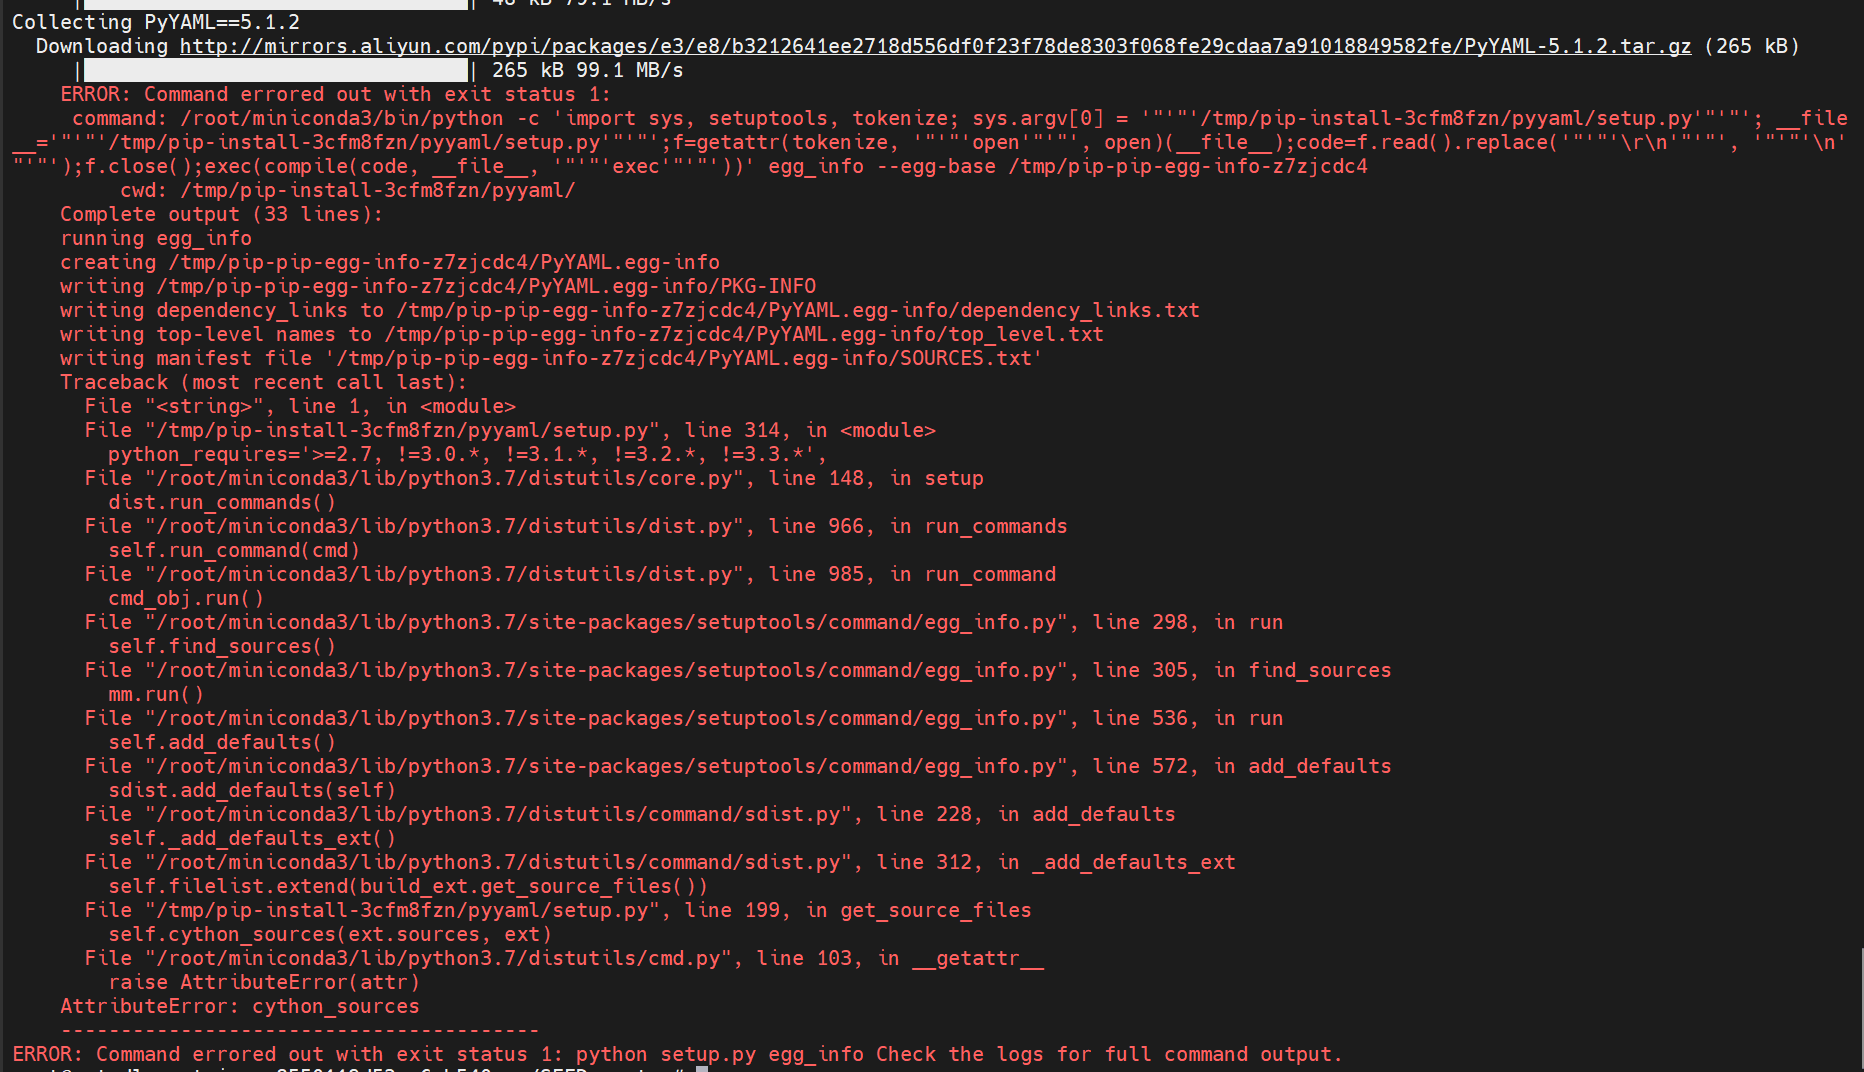 | 48 kB 79.1 MB/s
Collecting PyYAML==5.1.2
  Downloading http://mirrors.aliyun.com/pypi/packages/e3/e8/b3212641ee2718d556df0f23f78de8303f068fe29cdaa7a91018849582fe/PyYAML-5.1.2.tar.gz (265 kB)
     |████████████████████████████████| 265 kB 99.1 MB/s
    ERROR: Command errored out with exit status 1:
     command: /root/miniconda3/bin/python -c 'import sys, setuptools, tokenize; sys.argv[0] = '"'"'/tmp/pip-install-3cfm8fzn/pyyaml/setup.py'"'"'; __file
__='"'"'/tmp/pip-install-3cfm8fzn/pyyaml/setup.py'"'"';f=getattr(tokenize, '"'"'open'"'"', open)(__file__);code=f.read().replace('"'"'\r\n'"'"', '"'"'\n'
"'"');f.close();exec(compile(code, __file__, '"'"'exec'"'"'))' egg_info --egg-base /tmp/pip-pip-egg-info-z7zjcdc4
         cwd: /tmp/pip-install-3cfm8fzn/pyyaml/
    Complete output (33 lines):
    running egg_info
    creating /tmp/pip-pip-egg-info-z7zjcdc4/PyYAML.egg-info
    writing /tmp/pip-pip-egg-info-z7zjcdc4/PyYAML.egg-info/PKG-INFO
    writing dependency_links to /tmp/pip-pip-egg-info-z7zjcdc4/PyYAML.egg-info/dependency_links.txt
    writing top-level names to /tmp/pip-pip-egg-info-z7zjcdc4/PyYAML.egg-info/top_level.txt
    writing manifest file '/tmp/pip-pip-egg-info-z7zjcdc4/PyYAML.egg-info/SOURCES.txt'
    Traceback (most recent call last):
      File "<string>", line 1, in <module>
      File "/tmp/pip-install-3cfm8fzn/pyyaml/setup.py", line 314, in <module>
        python_requires='>=2.7, !=3.0.*, !=3.1.*, !=3.2.*, !=3.3.*',
      File "/root/miniconda3/lib/python3.7/distutils/core.py", line 148, in setup
        dist.run_commands()
      File "/root/miniconda3/lib/python3.7/distutils/dist.py", line 966, in run_commands
        self.run_command(cmd)
      File "/root/miniconda3/lib/python3.7/distutils/dist.py", line 985, in run_command
        cmd_obj.run()
      File "/root/miniconda3/lib/python3.7/site-packages/setuptools/command/egg_info.py", line 298, in run
        self.find_sources()
      File "/root/miniconda3/lib/python3.7/site-packages/setuptools/command/egg_info.py", line 305, in find_sources
        mm.run()
      File "/root/miniconda3/lib/python3.7/site-packages/setuptools/command/egg_info.py", line 536, in run
        self.add_defaults()
      File "/root/miniconda3/lib/python3.7/site-packages/setuptools/command/egg_info.py", line 572, in add_defaults
        sdist.add_defaults(self)
      File "/root/miniconda3/lib/python3.7/distutils/command/sdist.py", line 228, in add_defaults
        self._add_defaults_ext()
      File "/root/miniconda3/lib/python3.7/distutils/command/sdist.py", line 312, in _add_defaults_ext
        self.filelist.extend(build_ext.get_source_files())
      File "/tmp/pip-install-3cfm8fzn/pyyaml/setup.py", line 199, in get_source_files
        self.cython_sources(ext.sources, ext)
      File "/root/miniconda3/lib/python3.7/distutils/cmd.py", line 103, in __getattr__
        raise AttributeError(attr)
    AttributeError: cython_sources
    ----------------------------------------
ERROR: Command errored out with exit status 1: python setup.py egg_info Check the logs for full command output.